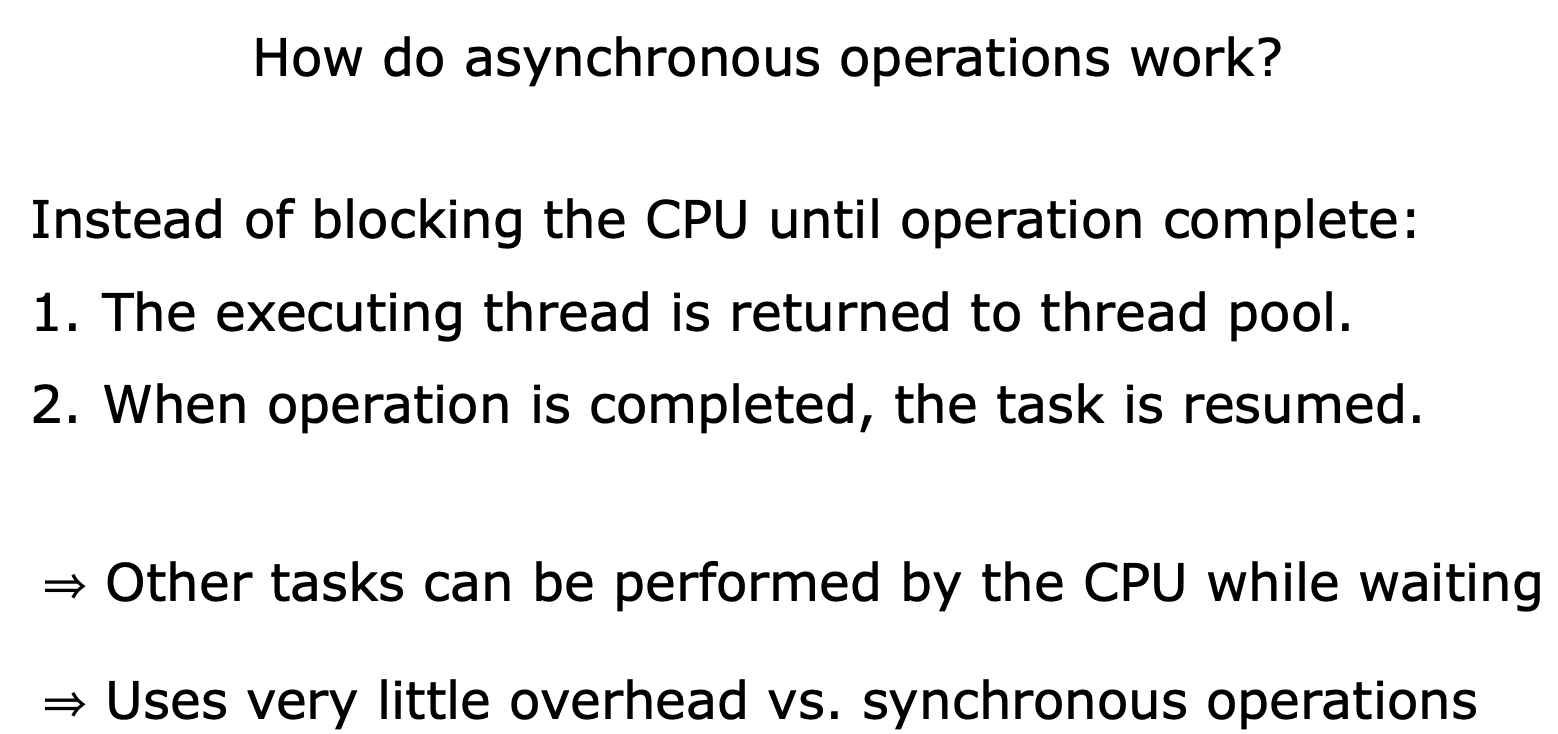 How do asynchronous operations work?
Instead of blocking the CPU until operation complete:
1. The executing thread is returned to thread pool.
2. When operation is completed, the task is resumed.
⇒ Other tasks can be performed by the CPU while waiting
⇒ Uses very little overhead vs. synchronous operations